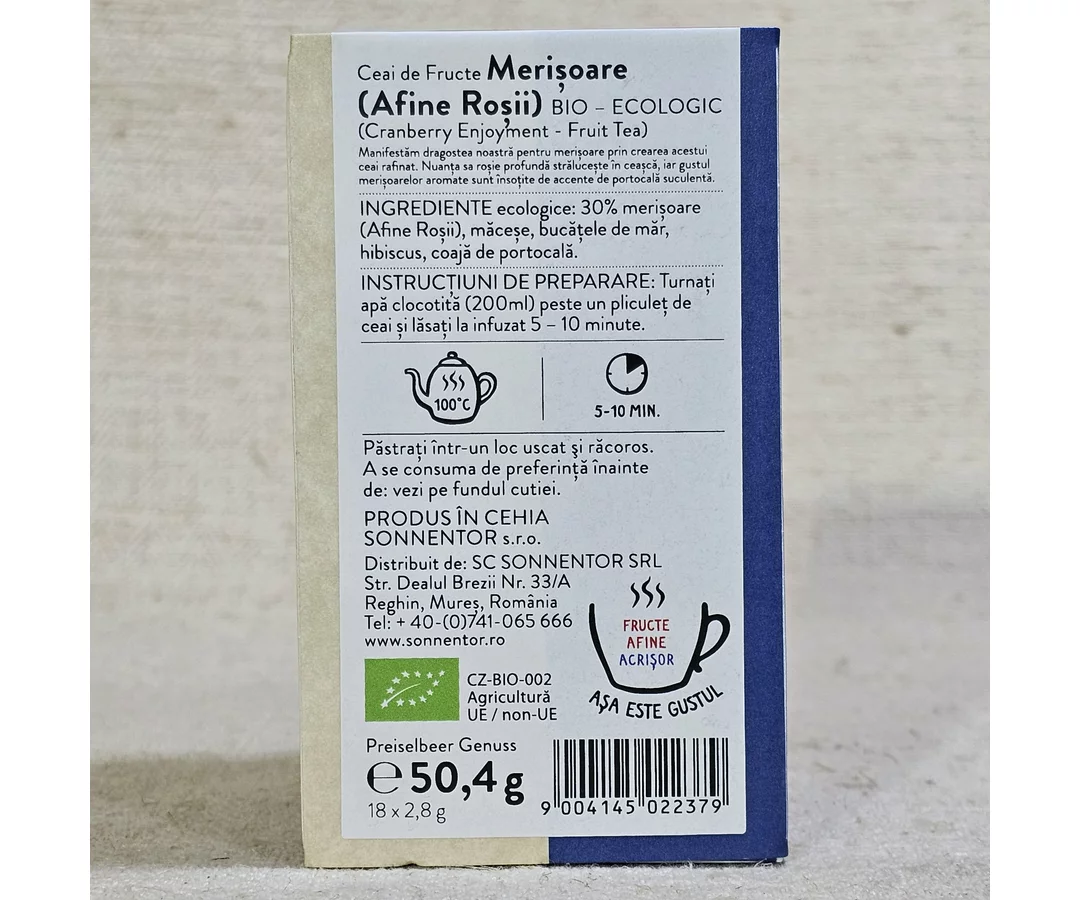 Ceai de Fructe Merișoare
(Afine Roșii) BIO – ECOLOGIC
(Cranberry Enjoyment - Fruit Tea)
Manifestăm dragostea noastră pentru merișoare prin crearea acestui
ceai rafinat. Nuanța sa roșie profundă strălucește în ceașcă, iar gustul
merișoarelor aromate sunt însoțite de accente de portocală suculentă.
INGREDIENTE ecologice: 30% merișoare
(Afine Roșii), măceșe, bucățele de măr,
hibiscus, coajă de portocală.
INSTRUCȚIUNI DE PREPARARE: Turnați
apă clocotită (200ml) peste un pliculeț de
ceai și lăsați la infuzat 5 – 10 minute.
100°C
5-10 MIN.
Păstrați într-un loc uscat şi răcoros.
A se consuma de preferință înainte
de: vezi pe fundul cutiei.
PRODUS ÎN CEHIA
SONNENTOR s.r.o.
Distribuit de: SC SONNENTOR SRL
Str. Dealul Brezii Nr. 33/A
Reghin, Mureș, România
Tel: + 40-(0)741-065 666
www.sonnentor.ro
FRUCTE
AFINE
ACRIȘOR
AȘA ESTE GUSTUL
CZ-BIO-002
Agricultură
UE / non-UE
Preiselbeer Genuss
℮ 50,4 g
18 x 2,8 g
9 004145 022379